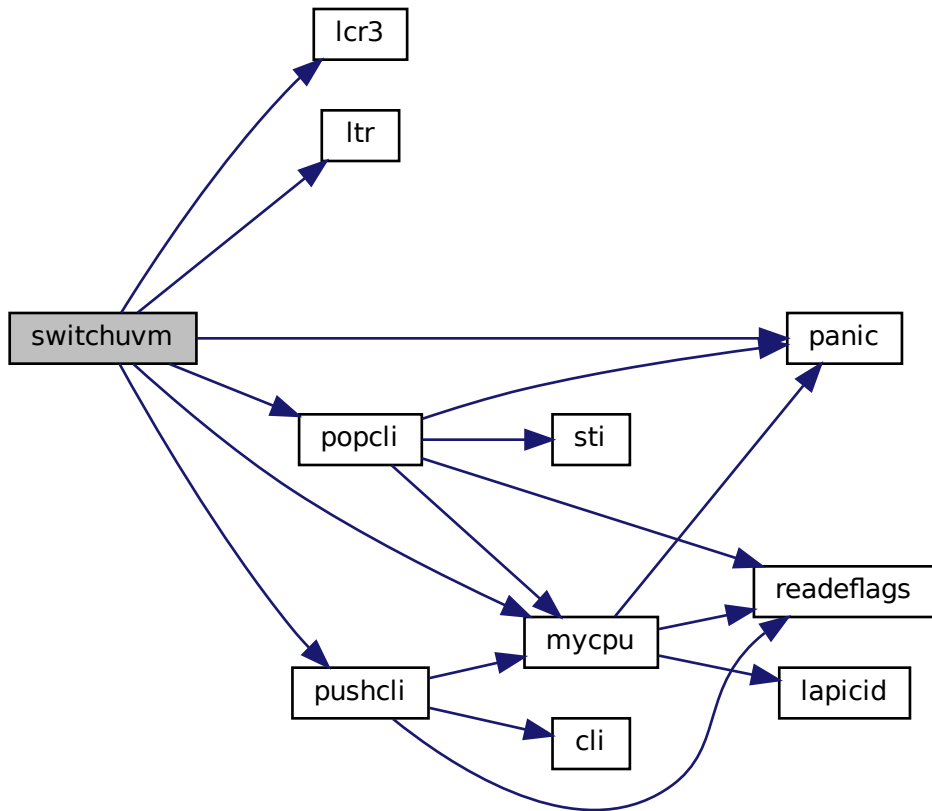 lcr3
ltr
switchuvm
panic
popcli
sti
readeflags
mycpu
pushcli
lapicid
cli